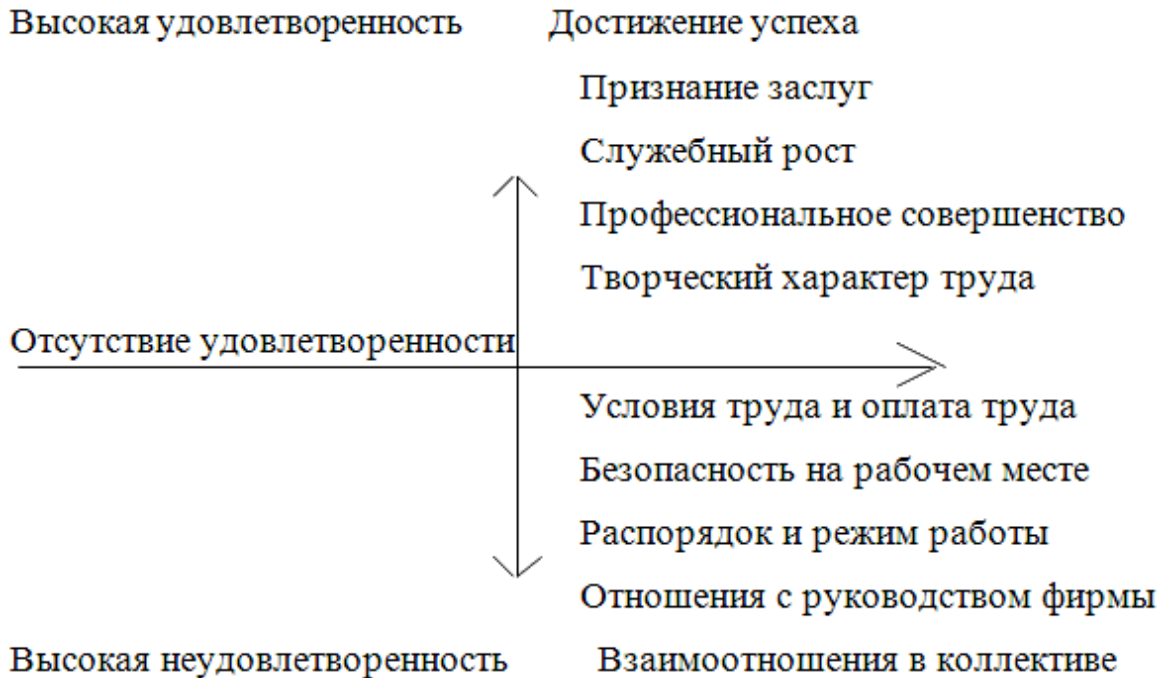 Высокая удовлетворенность Достижение успеха
Признание заслуг
Служебный рост
Профессиональное совершенство
Творческий характер труда
Отсутствие удовлетворенности
Условия труда и оплата труда
Безопасность на рабочем месте
Распорядок и режим работы
Отношения с руководством фирмы
Высокая неудовлетворенность Взаимоотношения в коллективе